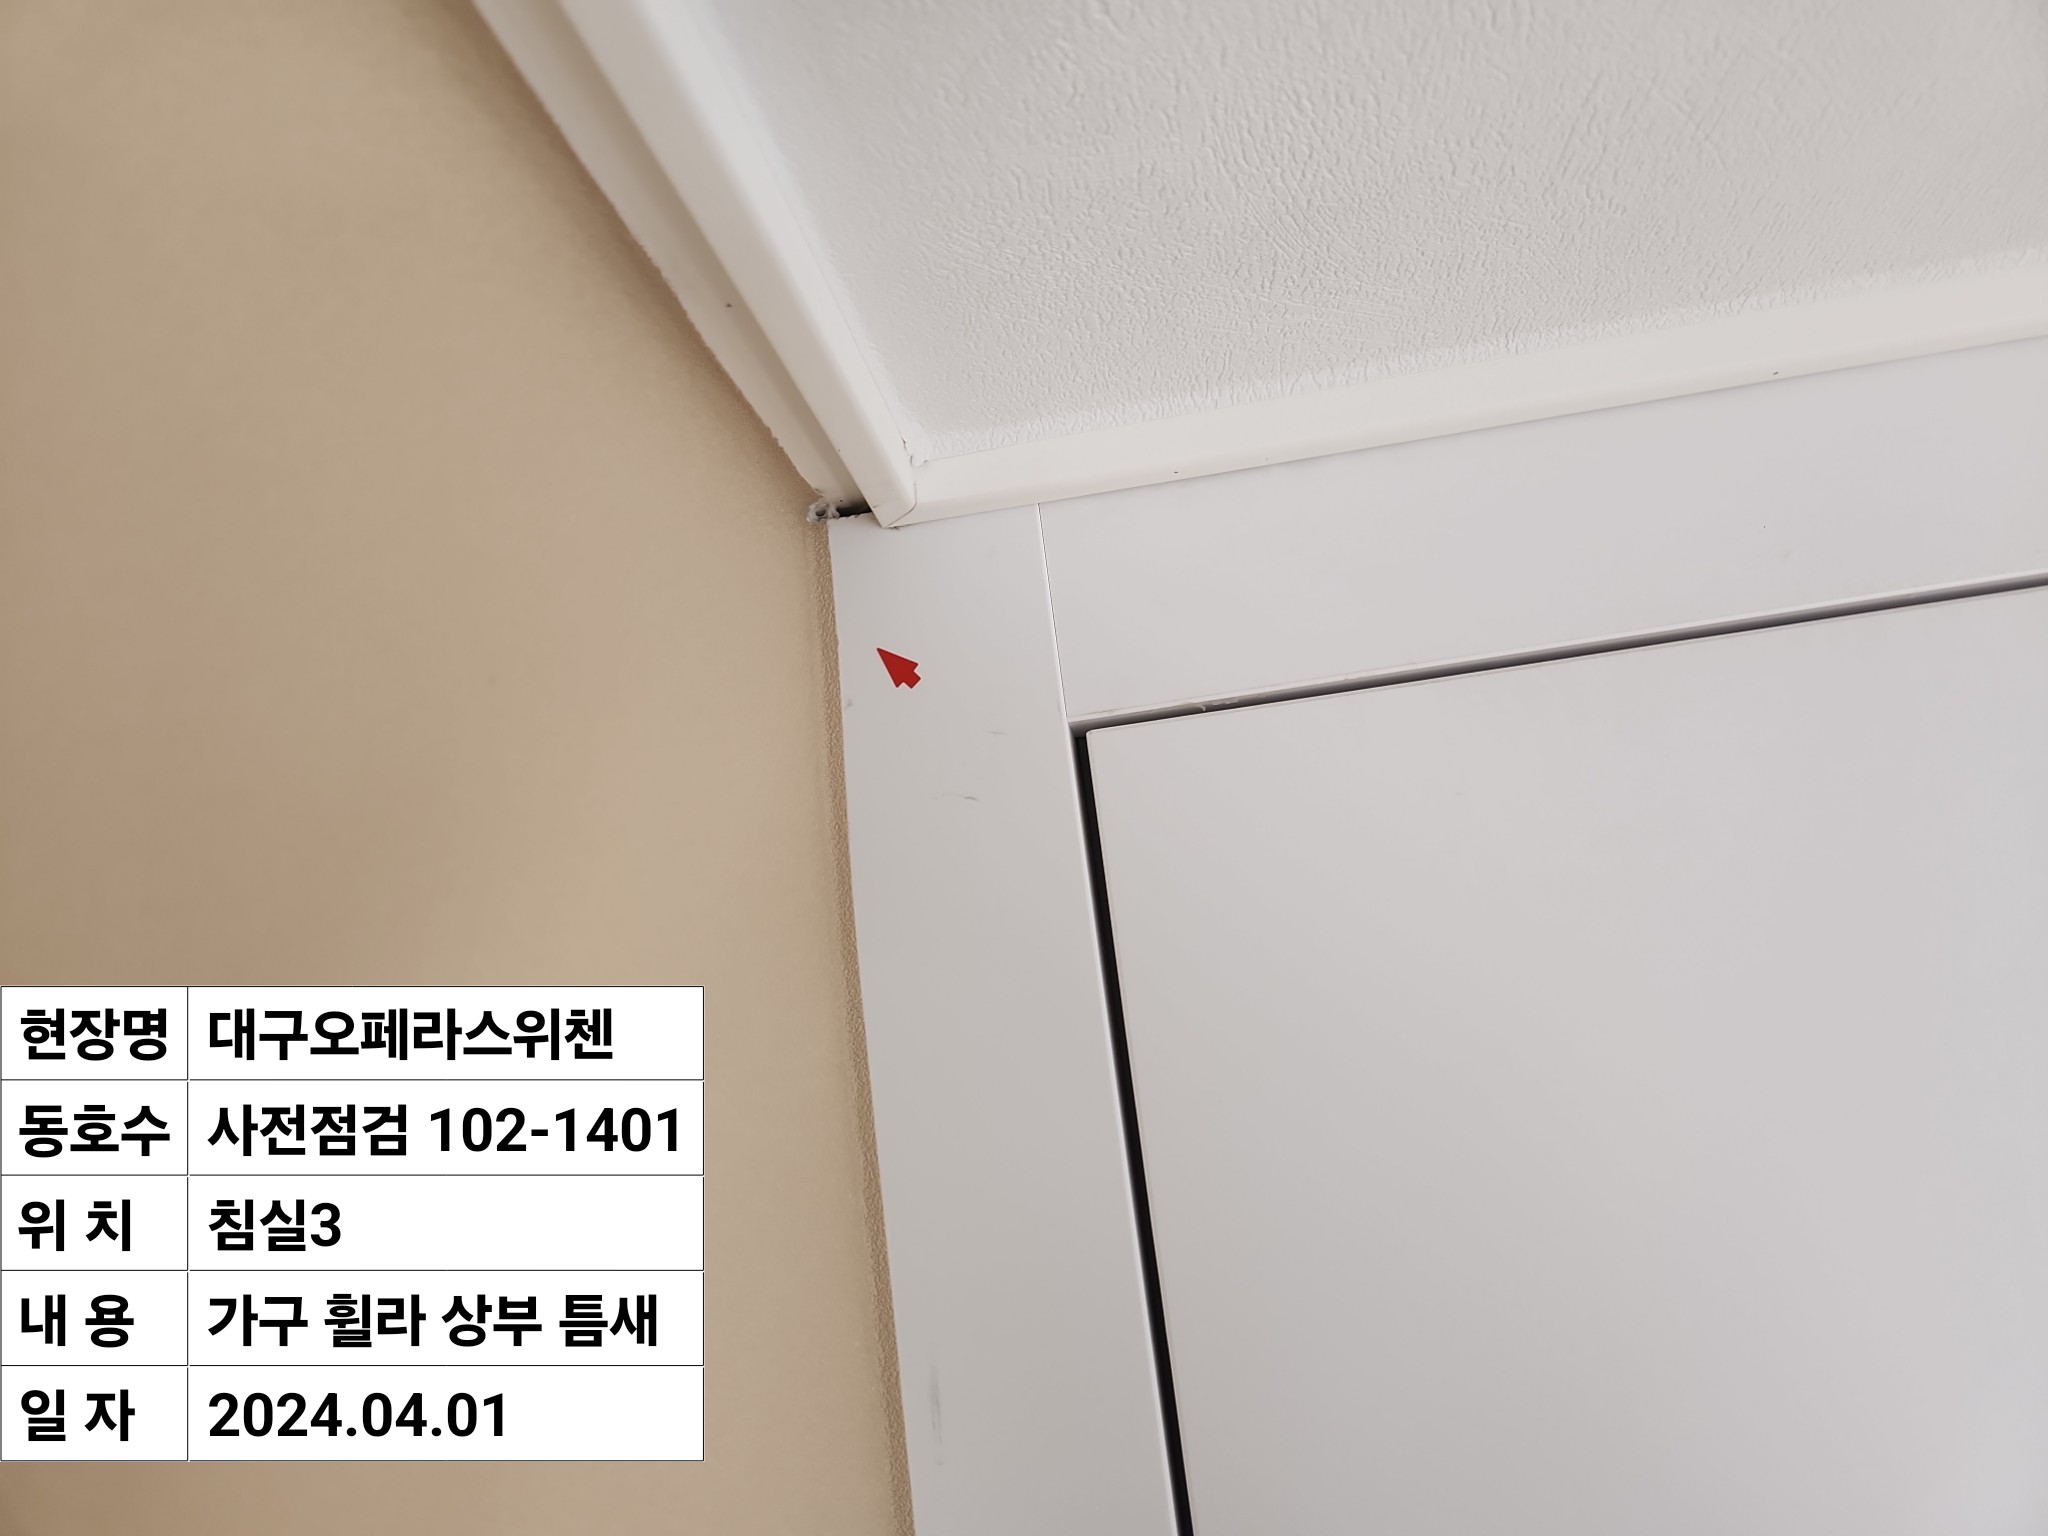 현장명 대구오페라스위첸
동호수 사전점검 102-1401
위 치 침실3
내 용 가구 휠라 상부 틈새
일 자 2024.04.01